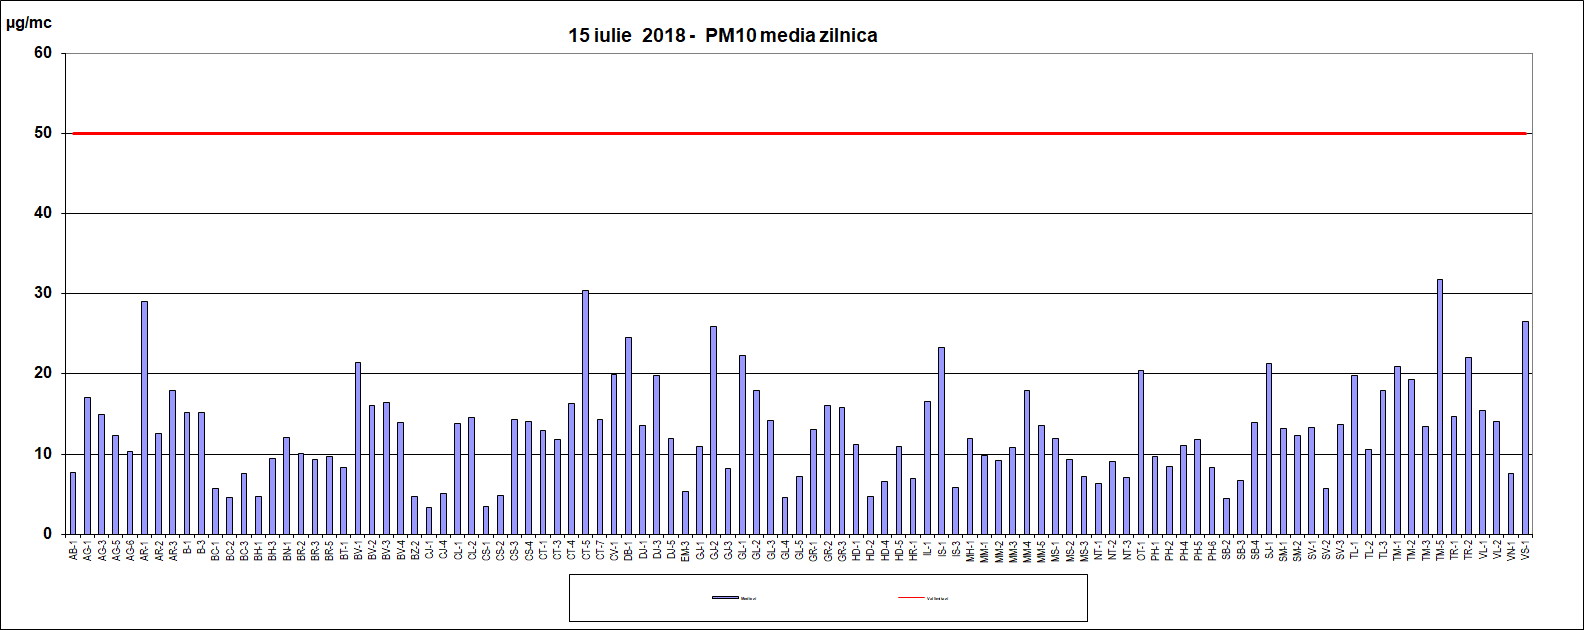 µg/mc
15 iulie 2018 - PM10 media zilnica
60
50
40
30
20
10
0
AB-1 AG-1 AG-3 AG-5 AG-6 AR-1 AR-2 AR-3 B-1 B-3 BC-1 BC-2 BC-3 BH-1 BH-3 BN-1 BR-2 BR-3 BR-5 BT-1 BV-1 BV-2 BV-3 BV-4 BZ-2 CJ-1 CJ-4 CL-1 CL-2 CS-1 CS-2 CS-3 CS-4 CT-1 CT-3 CT-4 CT-5 CT-7 CV-1 DB-1 DJ-1 DJ-3 DJ-5 EM-3 GJ-1 GJ-2 GJ-3 GL-1 GL-2 GL-3 GL-4 GL-5 GR-1 GR-2 GR-3 HD-1 HD-2 HD-4 HD-5 HR-1 IL-1 IS-1 IS-3 MH-1 MM-1 MM-2 MM-3 MM-4 MM-5 MS-1 MS-2 MS-3 NT-1 NT-2 NT-3 OT-1 PH-1 PH-2 PH-4 PH-5 PH-6 SB-2 SB-3 SB-4 SJ-1 SM-1 SM-2 SV-1 SV-2 SV-3 TL-1 TL-2 TL-3 TM-1 TM-2 TM-3 TM-5 TR-1 TR-2 VL-1 VL-2 VN-1 VS-1